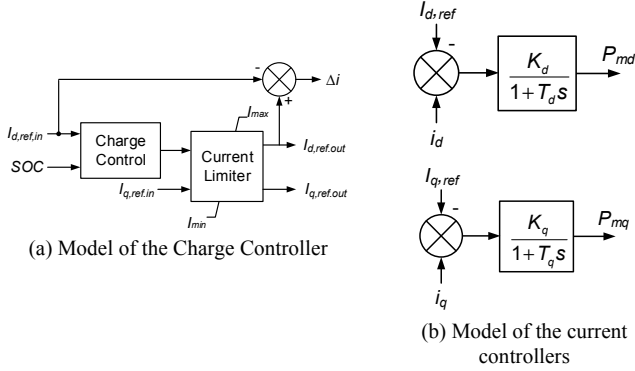 -
Δi
+
I_max
I_d,ref,in
Charge
Control
Current
Limiter
I_d,ref.out
SOC
I_q,ref.in
I_q,ref.out
I_min
(a) Model of the Charge Controller
I_d,ref
-
K_d
1+T_d s
P_md
i_d
I_q,ref
-
K_q
1+T_q s
P_mq
i_q
(b) Model of the current
controllers